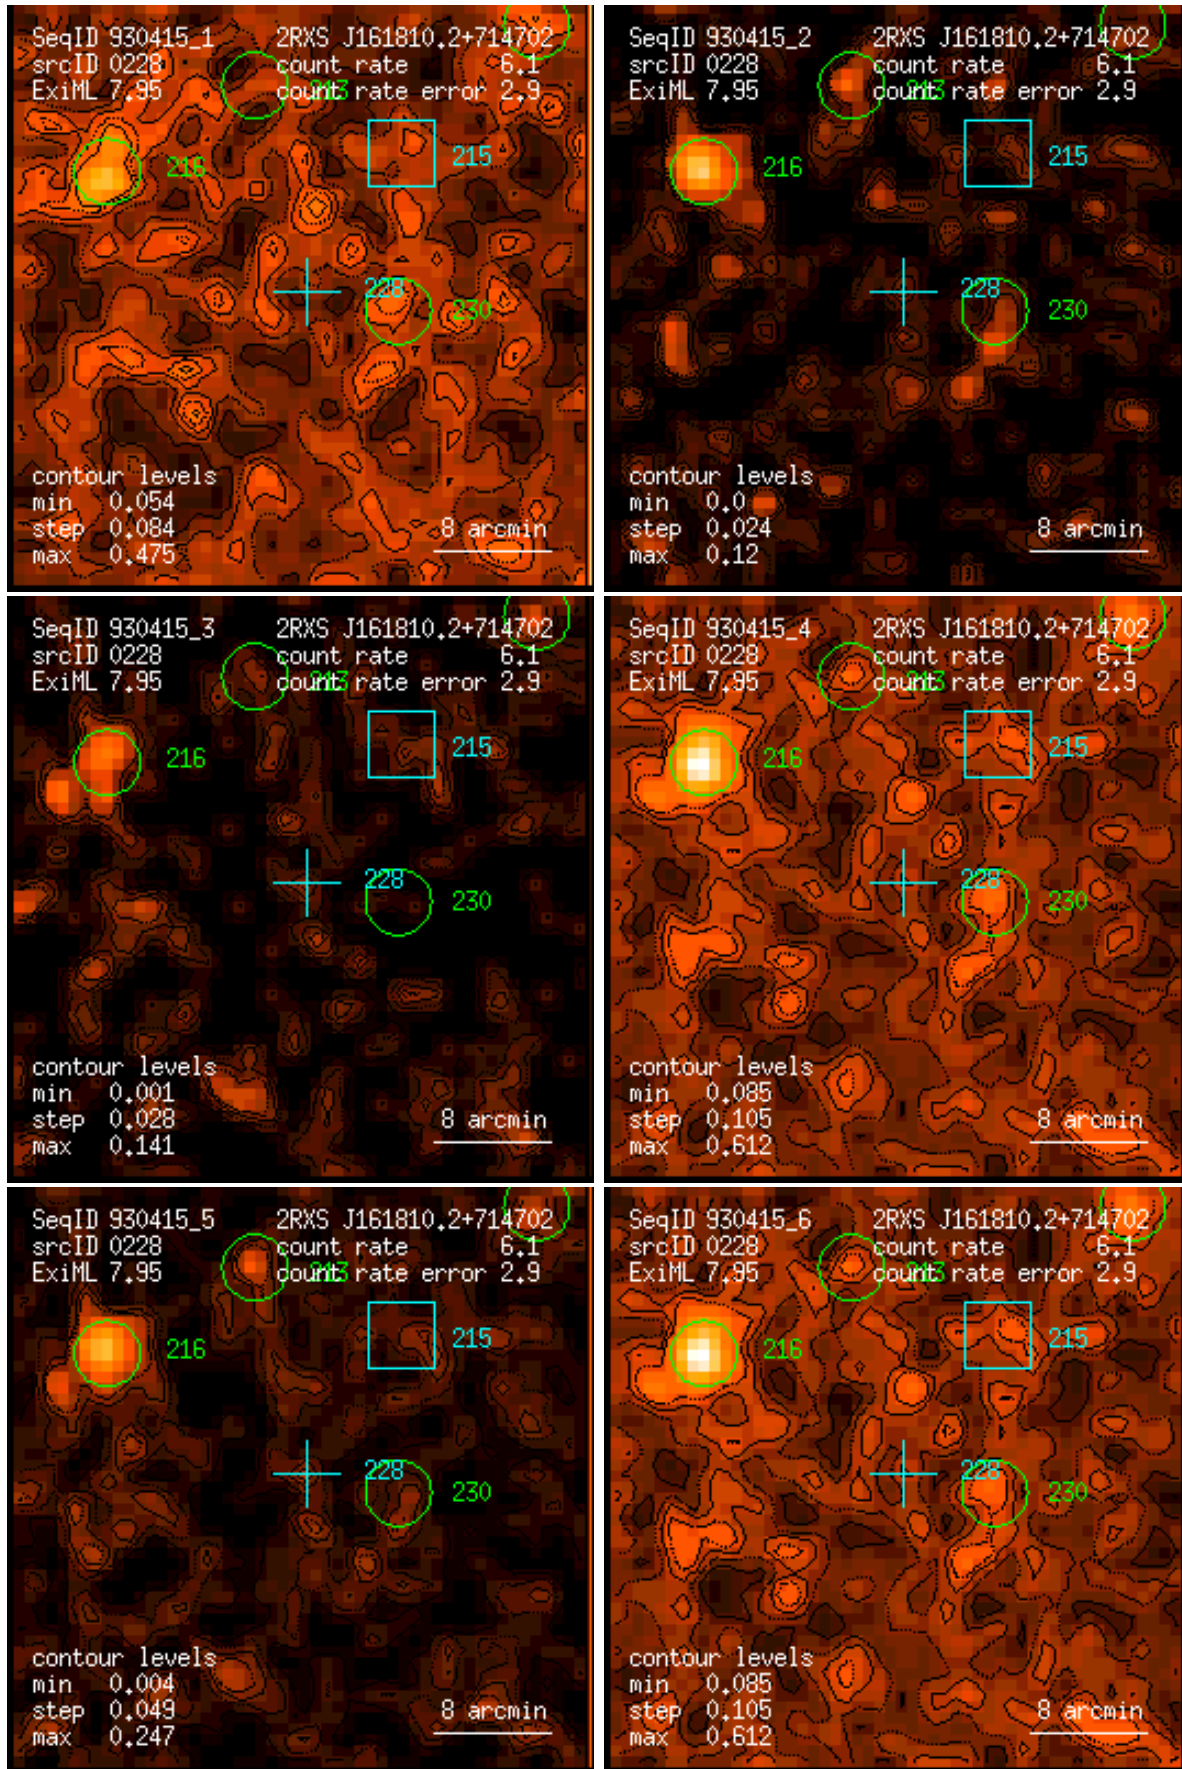 SeqID 930415_1 2RXS J161810.2+714702
srcID 0228 count rate 6.1
ExiML 7.95 count rate error 2.9
213
216
215
228
230
contour levels
min 0.054
step 0.084
max 0.475
8 arcmin
SeqID 930415_2 2RXS J161810.2+714702
srcID 0228 count rate 6.1
ExiML 7.95 count rate error 2.9
213
216
215
228
230
contour levels
min 0.0
step 0.024
max 0.12
8 arcmin
SeqID 930415_3 2RXS J161810.2+714702
srcID 0228 count rate 6.1
ExiML 7.95 count rate error 2.9
213
216
215
228
230
contour levels
min 0.001
step 0.028
max 0.141
8 arcmin
SeqID 930415_4 2RXS J161810.2+714702
srcID 0228 count rate 6.1
ExiML 7.95 count rate error 2.9
213
216
215
228
230
contour levels
min 0.085
step 0.105
max 0.612
8 arcmin
SeqID 930415_5 2RXS J161810.2+714702
srcID 0228 count rate 6.1
ExiML 7.95 count rate error 2.9
213
216
215
228
230
contour levels
min 0.004
step 0.049
max 0.247
8 arcmin
SeqID 930415_6 2RXS J161810.2+714702
srcID 0228 count rate 6.1
ExiML 7.95 count rate error 2.9
213
216
215
228
230
contour levels
min 0.085
step 0.105
max 0.612
8 arcmin